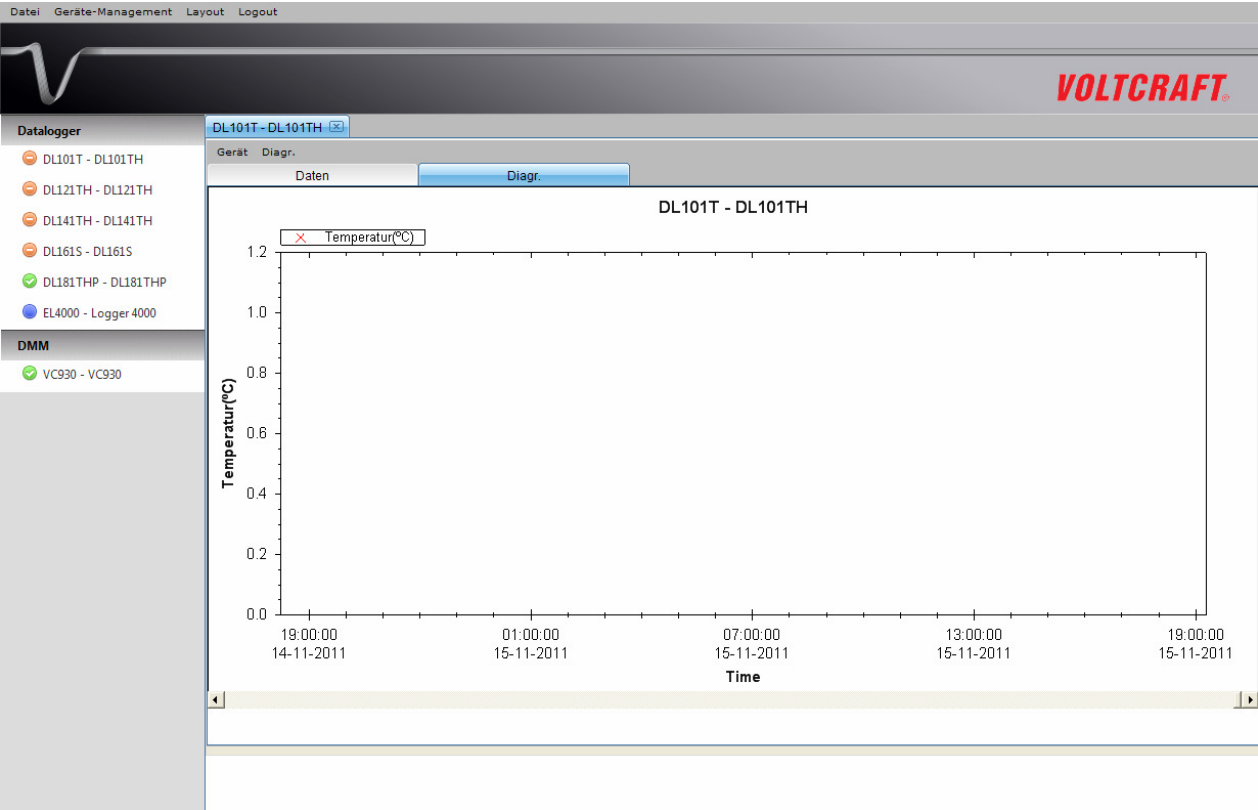 Datei Geräte-Management Layout Logout
VOLTCRAFT®
Datalogger
DL101T - DL101TH
DL121TH - DL121TH
DL141TH - DL141TH
DL161S - DL161S
DL181THP - DL181THP
EL4000 - Logger 4000
DMM
VC930 - VC930
DL101T - DL101TH
Gerät Diagr.
Daten Diagr.
DL101T - DL101TH
Temperatur(ºC)
1.2
1.0
0.8
0.6
0.4
0.2
0.0
Temperatur(ºC)
19:00:00 01:00:00 07:00:00 13:00:00 19:00:00
14-11-2011 15-11-2011 15-11-2011 15-11-2011 15-11-2011
Time